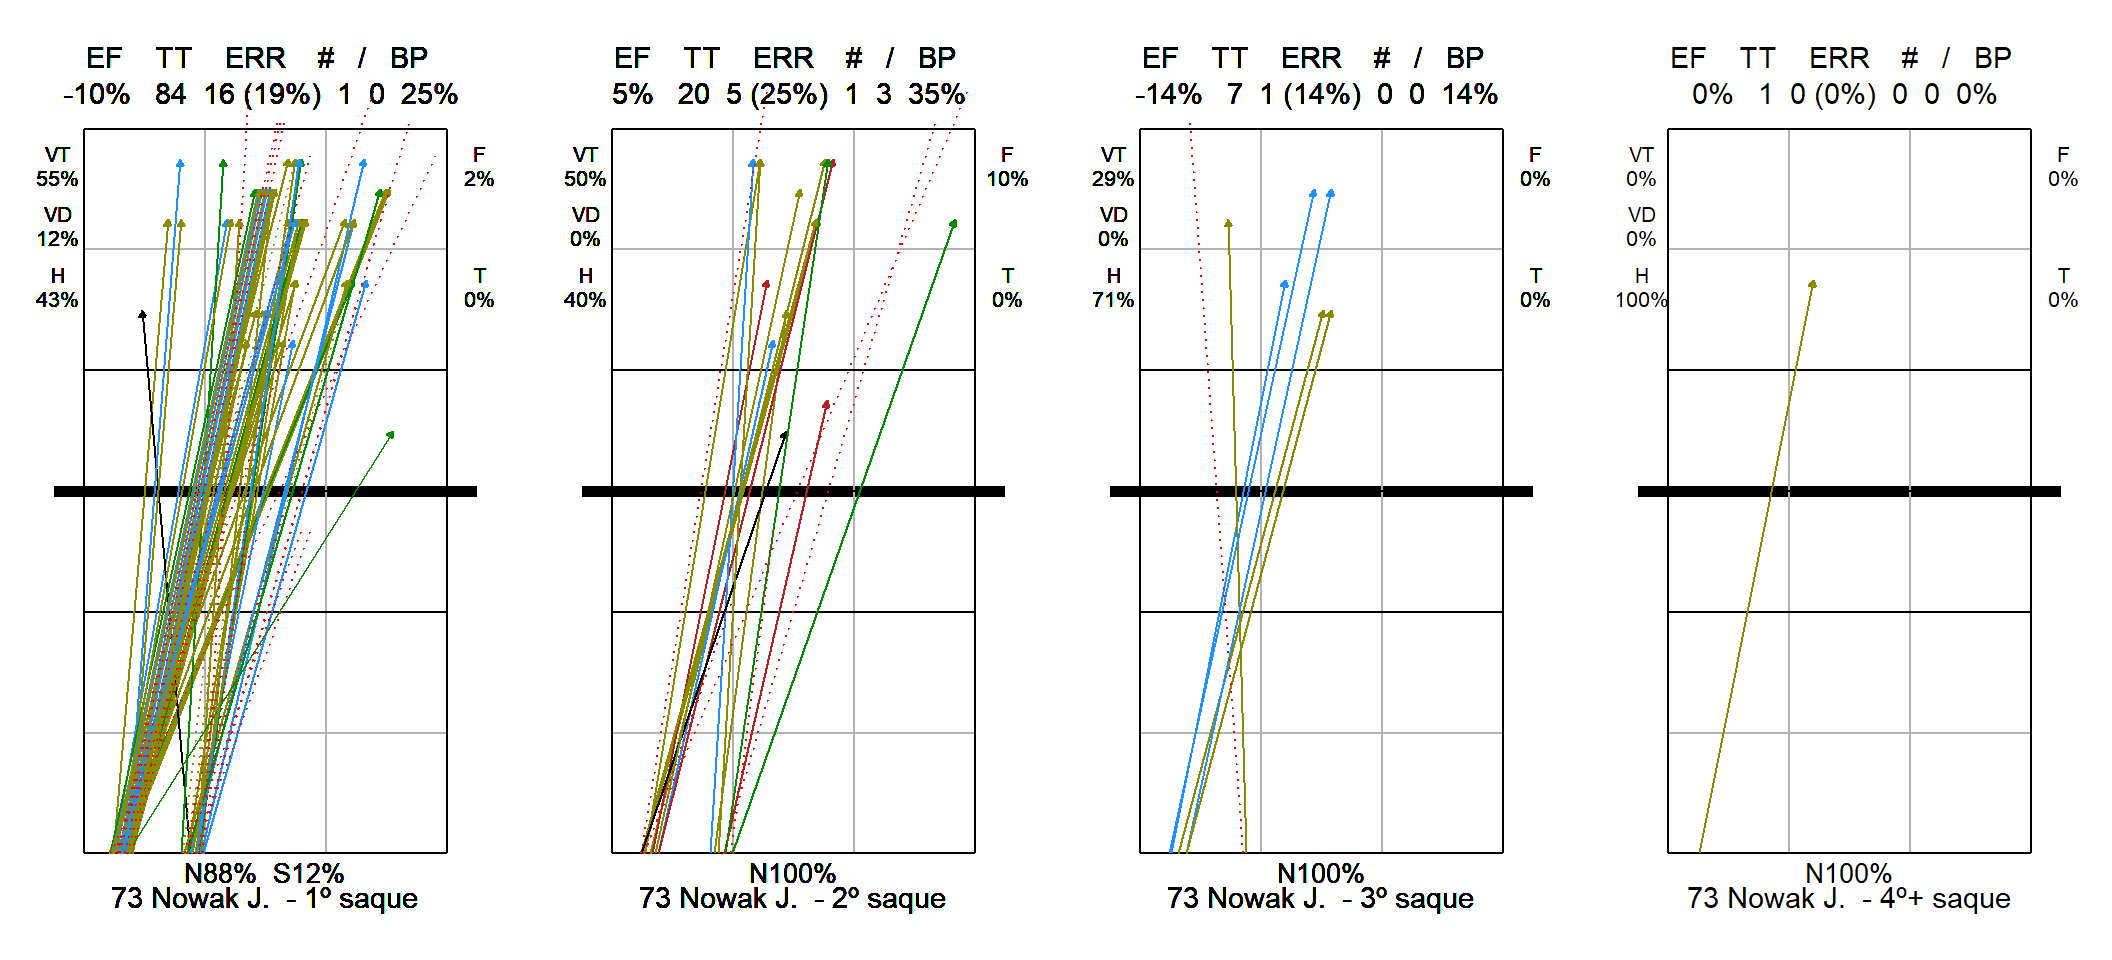 EF TT ERR # / BP
-10% 84 16 (19%) 1 0 25%
VT
55%
VD
12%
H
43%
F
2%
T
0%
N88% S12%
73 Nowak J. - 1º saque
EF TT ERR # / BP
5% 20 5 (25%) 1 3 35%
VT
50%
VD
0%
H
40%
F
10%
T
0%
N100%
73 Nowak J. - 2º saque
EF TT ERR # / BP
-14% 7 1 (14%) 0 0 14%
VT
29%
VD
0%
H
71%
F
0%
T
0%
N100%
73 Nowak J. - 3º saque
EF TT ERR # / BP
0% 1 0 (0%) 0 0 0%
VT
0%
VD
0%
H
100%
F
0%
T
0%
N100%
73 Nowak J. - 4º+ saque